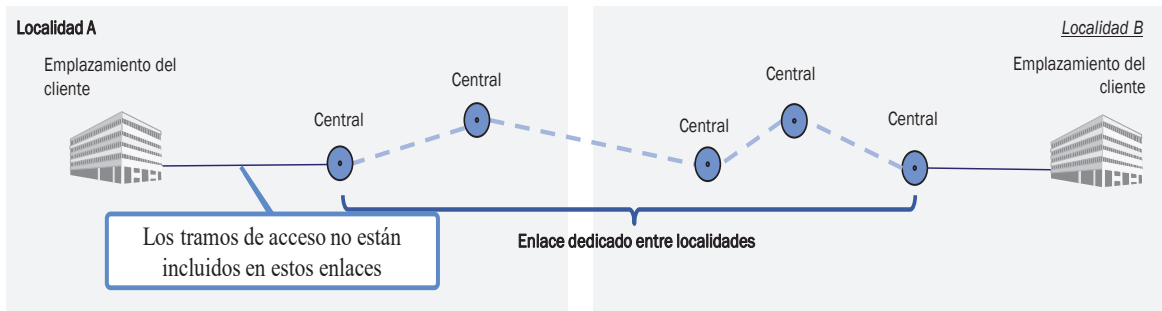 Localidad A
Localidad B
Emplazamiento del
cliente
Central
Central
Central
Central
Central
Emplazamiento del
cliente
Los tramos de acceso no están
incluidos en estos enlaces
Enlace dedicado entre localidades